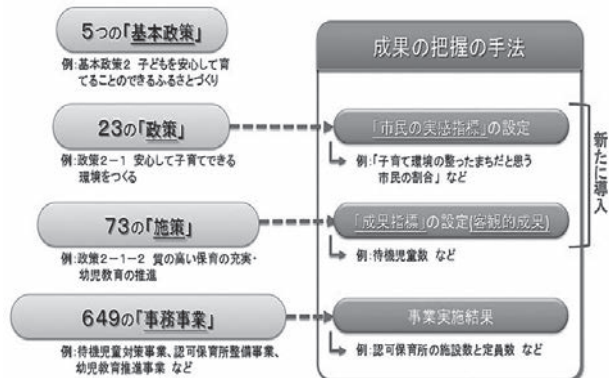 5つの「基本政策」
例:基本政策2 子どもを安心して育
てることのできるふるさとづくり
23の「政策」
例:政策2-1 安心して子育てできる
環境をつくる
73の「施策」
例:政策2-1-2 質の高い保育の充実・
幼児教育の推進
649の「事務事業」
例:待機児童対策事業、認可保育所整備事業、
幼児教育推進事業 など
成果の把握の手法
「市民の実感指標」の設定
例:「子育て環境の整ったまちだと思う
市民の割合」 など
「成果指標」の設定(客観的成果)
例:待機児童数 など
事業実施結果
例:認可保育所の施設数と定員数 など
新たに導入